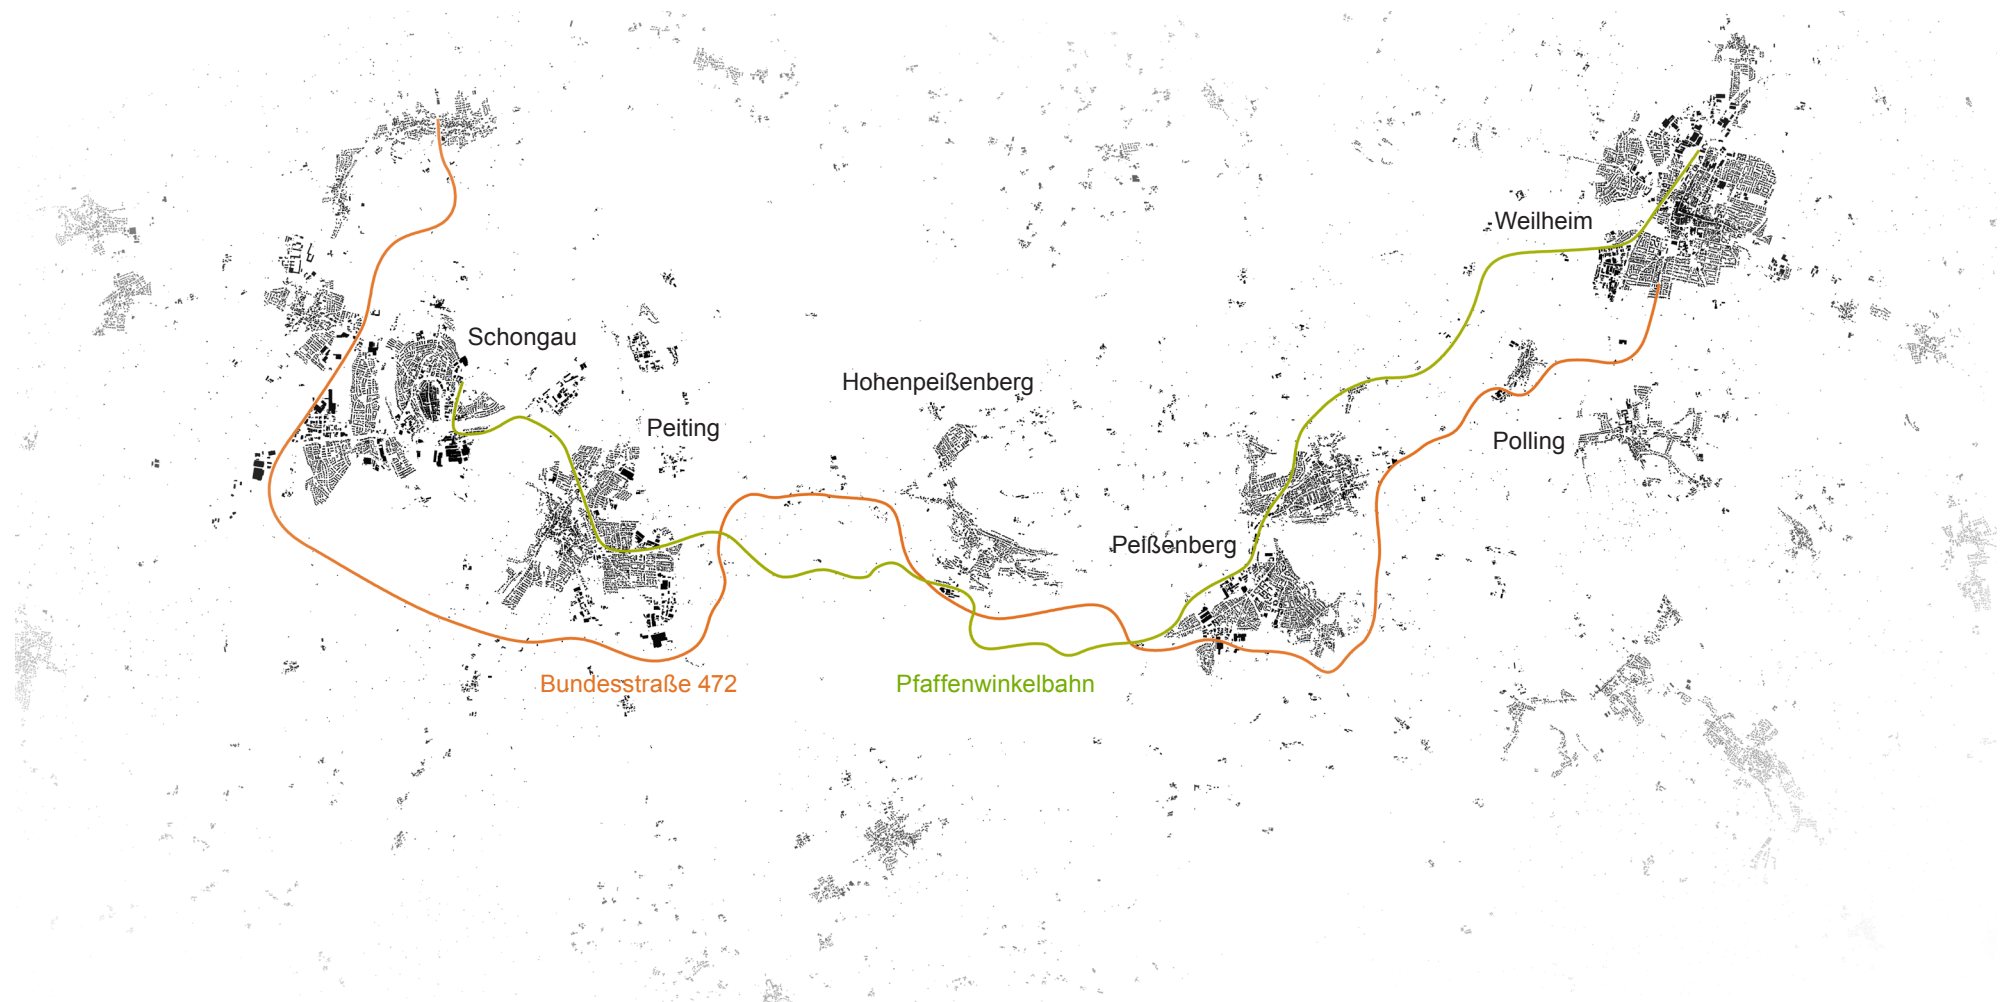 Weilheim
Schongau
Hohenpeißenberg
Peiting
Polling
Peißenberg
Bundesstraße 472
Pfaffenwinkelbahn